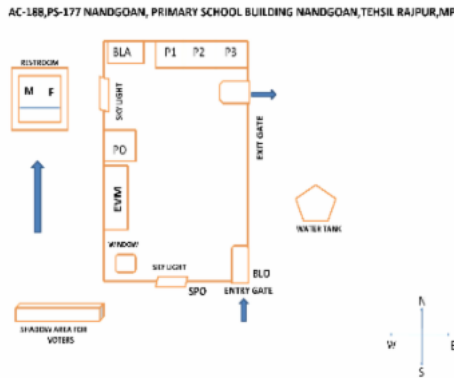 AC-188,PS-177 NANDGOAN, PRIMARY SCHOOL BUILDING NANDGOAN,TEHSIL RAJPUR,MP
RESTROOM
M F
BLA
P1 P2 P3
SKY LIGHT
EXIT GATE
PO
EVM
WINDOW
SKY LIGHT
SPO
BLO
ENTRY GATE
WATER TANK
SHADOW AREA FOR
VOTERS
N
W E
S